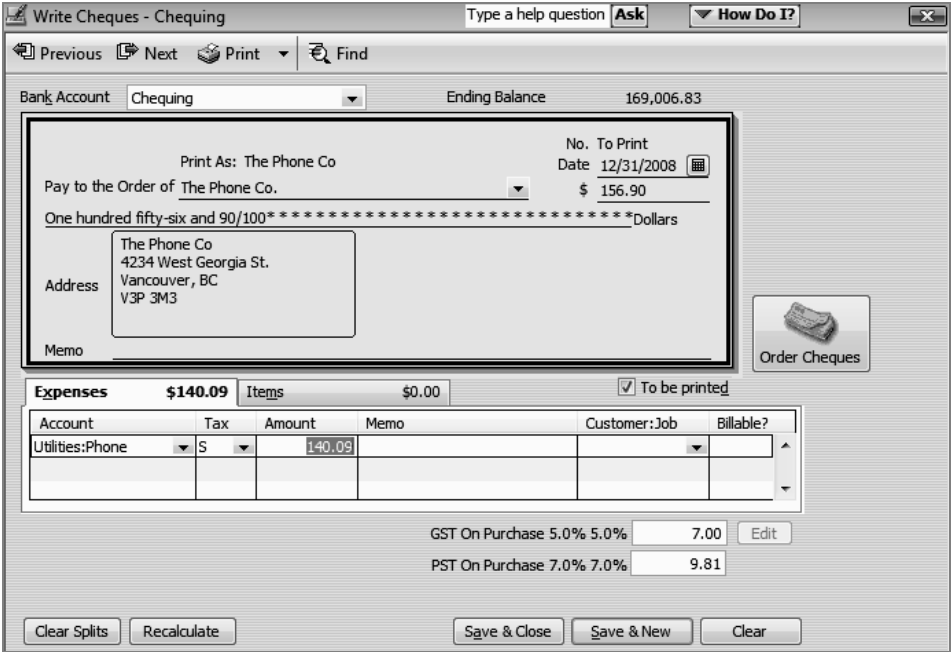 Write Cheques - Chequing Type a help question Ask How Do I?
Previous Next Print Find
Bank Account Chequing Ending Balance 169,006.83
No. To Print
Print As: The Phone Co Date 12/31/2008
Pay to the Order of The Phone Co. $ 156.90
One hundred fifty-six and 90/100* * * * * * * * * * * * * * * * * * * * * * * * * * * * * *Dollars
The Phone Co
4234 West Georgia St.
Address Vancouver, BC
V3P 3M3
Memo
Order Cheques
Expenses $140.09 Items $0.00 To be printed
Account Tax Amount Memo Customer:Job Billable?
Utilities:Phone S 140.09
GST On Purchase 5.0% 5.0% 7.00 Edit
PST On Purchase 7.0% 7.0% 9.81
Clear Splits Recalculate Save & Close Save & New Clear